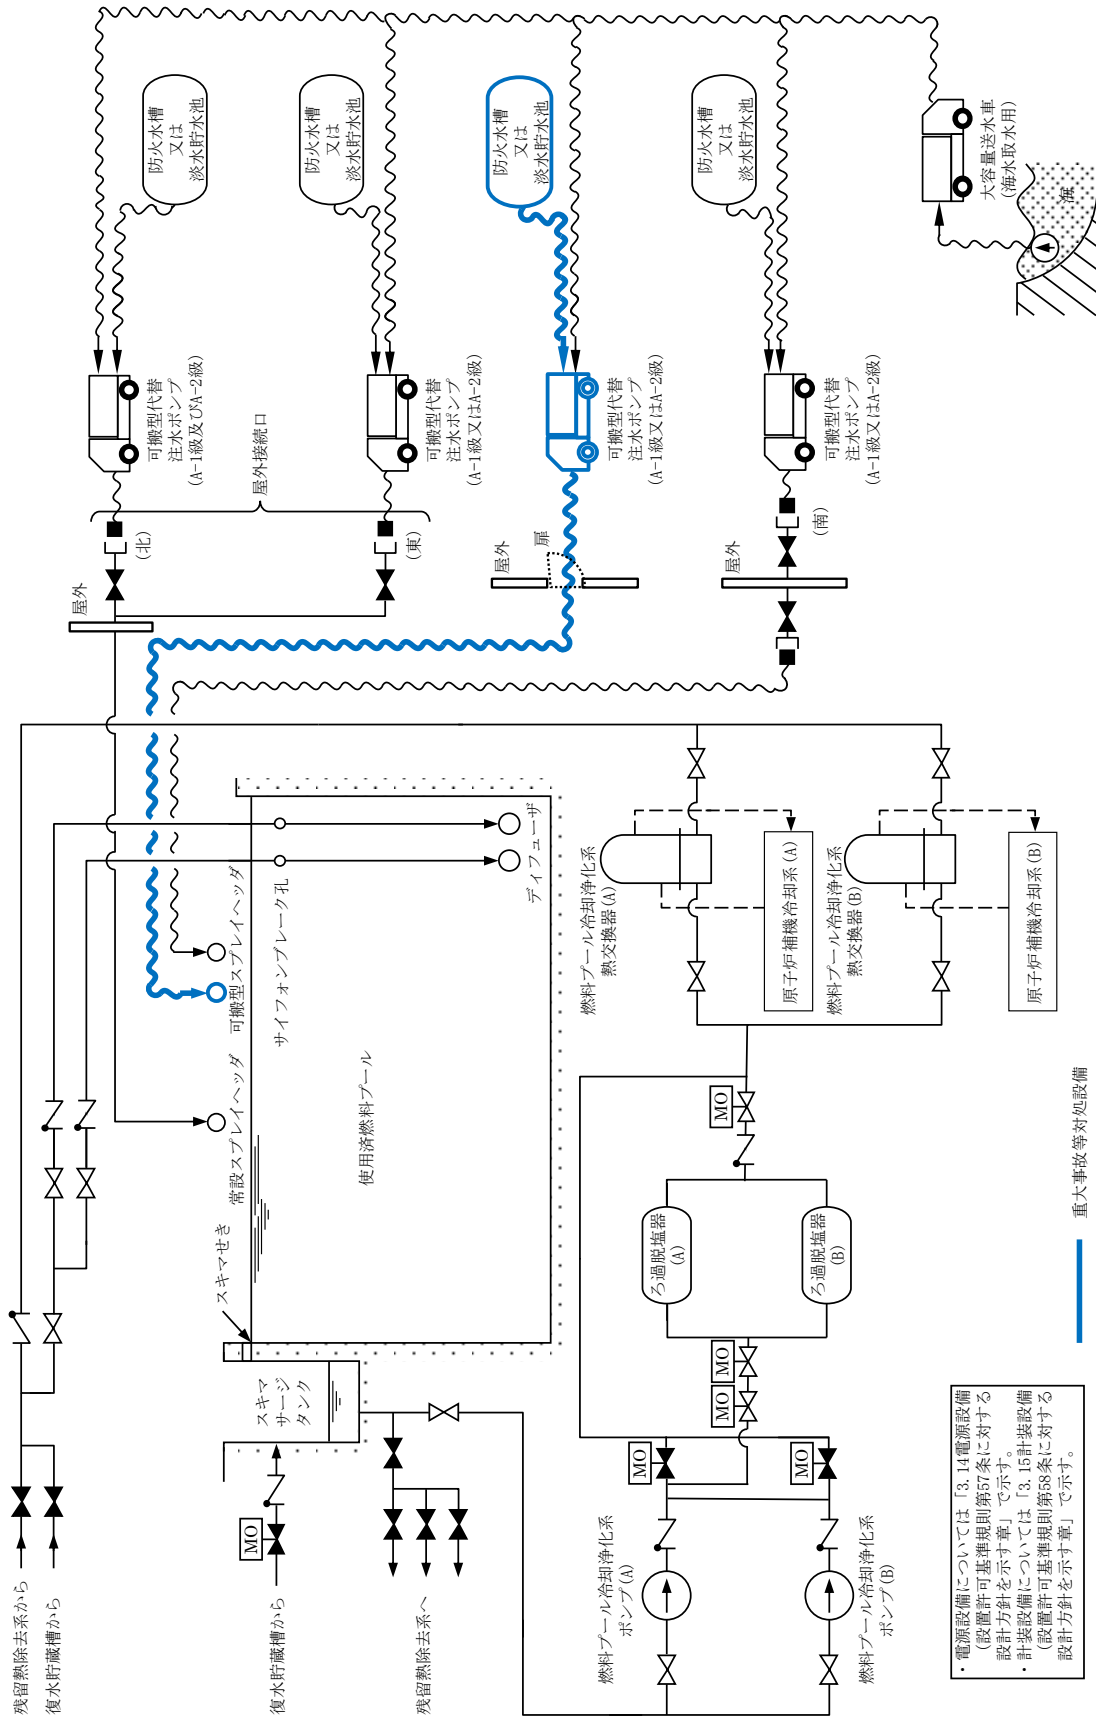 残留熱除去系から
復水貯蔵槽から
復水貯蔵槽から
残留熱除去系へ
MO
スキマ
サージ
タンク
スキマせき
常設スプレイヘッダ
可搬型スプレイヘッダ
サイフォンブレーク孔
ディフューザ
使用済燃料プール
屋外
(北)
(東)
屋外接続口
可搬型代替
注水ポンプ
(A-1級及びA-2級)
防火水槽
又は
淡水貯水池
可搬型代替
注水ポンプ
(A-1級又はA-2級)
防火水槽
又は
淡水貯水池
屋外
扉
可搬型代替
注水ポンプ
(A-1級又はA-2級)
防火水槽
又は
淡水貯水池
屋外
(南)
可搬型代替
注水ポンプ
(A-1級又はA-2級)
防火水槽
又は
淡水貯水池
大容量送水車
(海水取水用)
海
燃料プール冷却浄化系
ポンプ(A)
燃料プール冷却浄化系
ポンプ(B)
MO
MO
MO
MO
ろ過脱塩器
(A)
ろ過脱塩器
(B)
MO
燃料プール冷却浄化系
熱交換器(A)
原子炉補機冷却系(A)
燃料プール冷却浄化系
熱交換器(B)
原子炉補機冷却系(B)
・電源設備については「3.14電源設備
(設置許可基準規則第57条に対する
設計方針を示す章」で示す。
・計装設備については「3.15計装設備
(設置許可基準規則第58条に対する
設計方針を示す章」で示す。
重大事故等対処設備